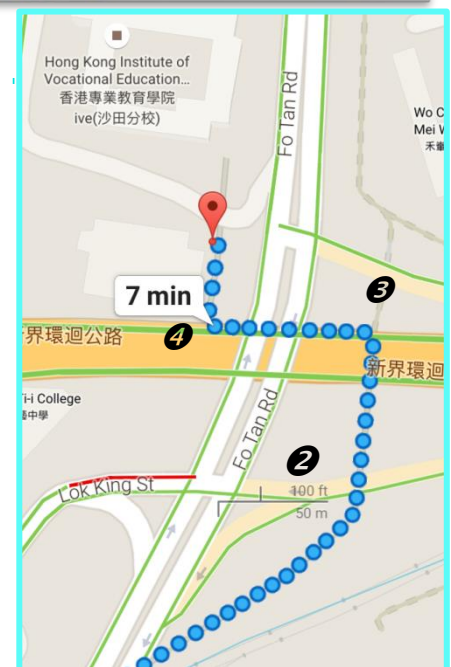 Hong Kong Institute of
Vocational Education...
香港專業教育學院
ive(沙田分校)
Fo Tan Rd
Wo C
Mei W
禾輋
3
7 min
4
界環迴公路
新界環迴
i-i College
中學
Fo Tan Rd
2
Lok King St
100 ft
50 m